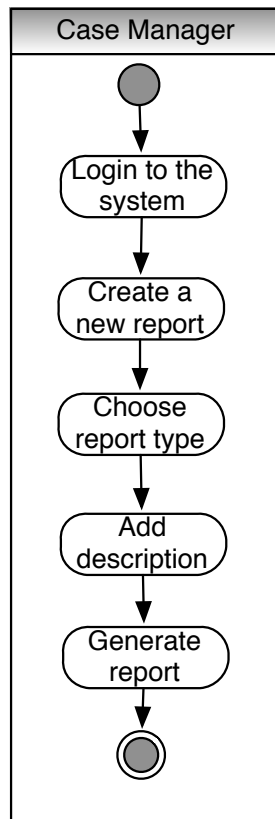 Case Manager
Login to the
system
Create a
new report
Choose
report type
Add
description
Generate
report